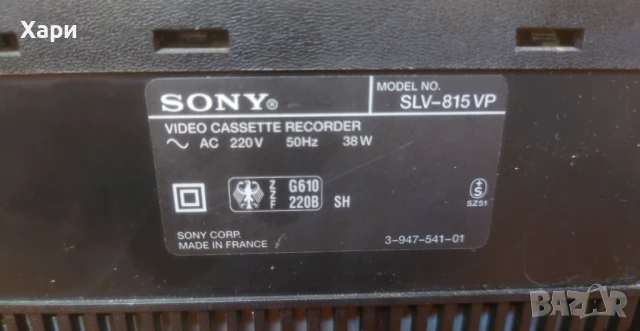 Хари
SONY®
MODEL NO.
SLV-815 VP
VIDEO CASSETTE RECORDER
~ AC 220V 50Hz 38W
Z Z F
G610
220B
SH
S
SZ51
SONY CORP.
MADE IN FRANCE
3-947-541-01
BAZAR